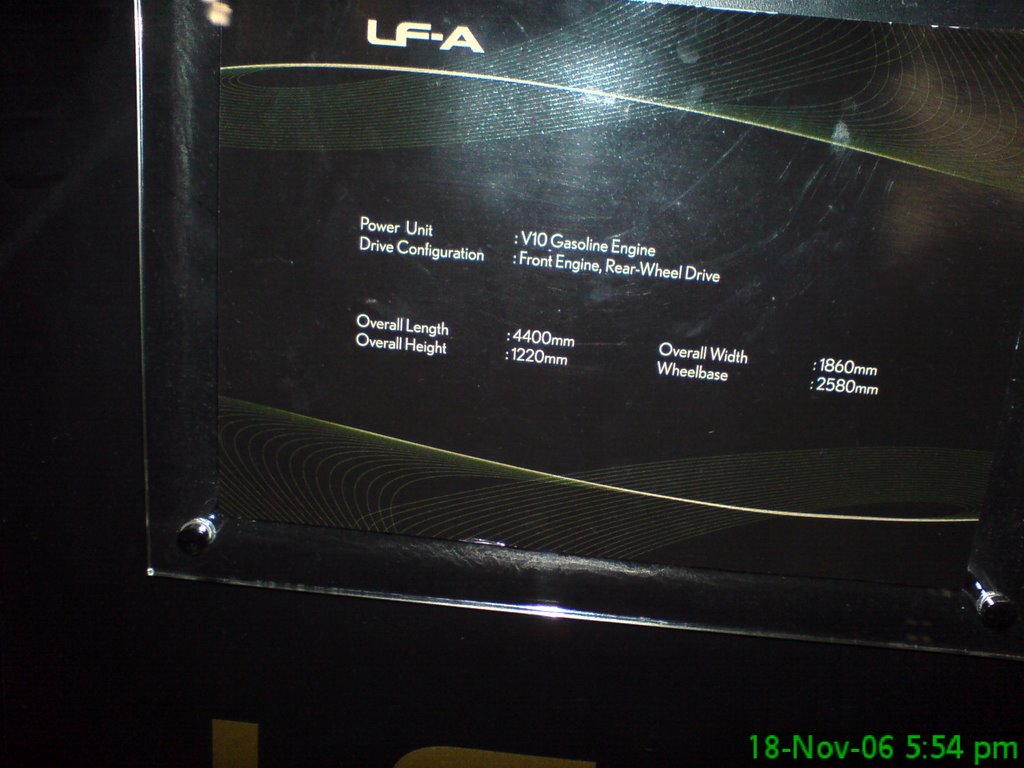 LF-A
Power Unit : V10 Gasoline Engine
Drive Configuration : Front Engine, Rear-Wheel Drive
Overall Length : 4400mm
Overall Height : 1220mm
Overall Width : 1860mm
Wheelbase : 2580mm
18-Nov-06 5:54 pm